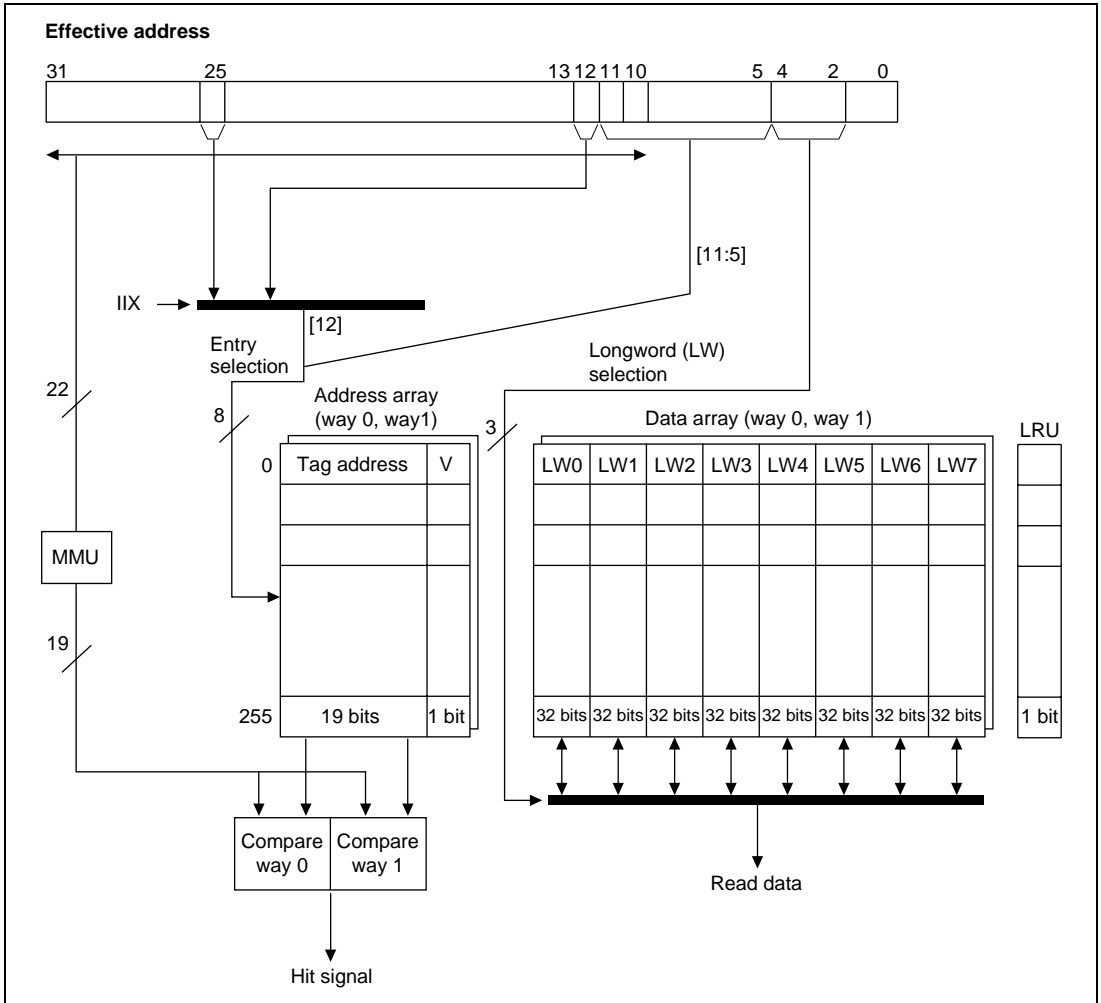 Effective address
31 25 13 12 11 10 5 4 2 0
[11:5]
IIX
[12]
Entry
selection
Longword (LW)
selection
22
8
Address array
(way 0, way1)
3
Data array (way 0, way 1)
LRU
0 Tag address V
LW0 LW1 LW2 LW3 LW4 LW5 LW6 LW7
MMU
19
255 19 bits 1 bit
32 bits 32 bits 32 bits 32 bits 32 bits 32 bits 32 bits 32 bits
1 bit
Compare
way 0
Compare
way 1
Read data
Hit signal